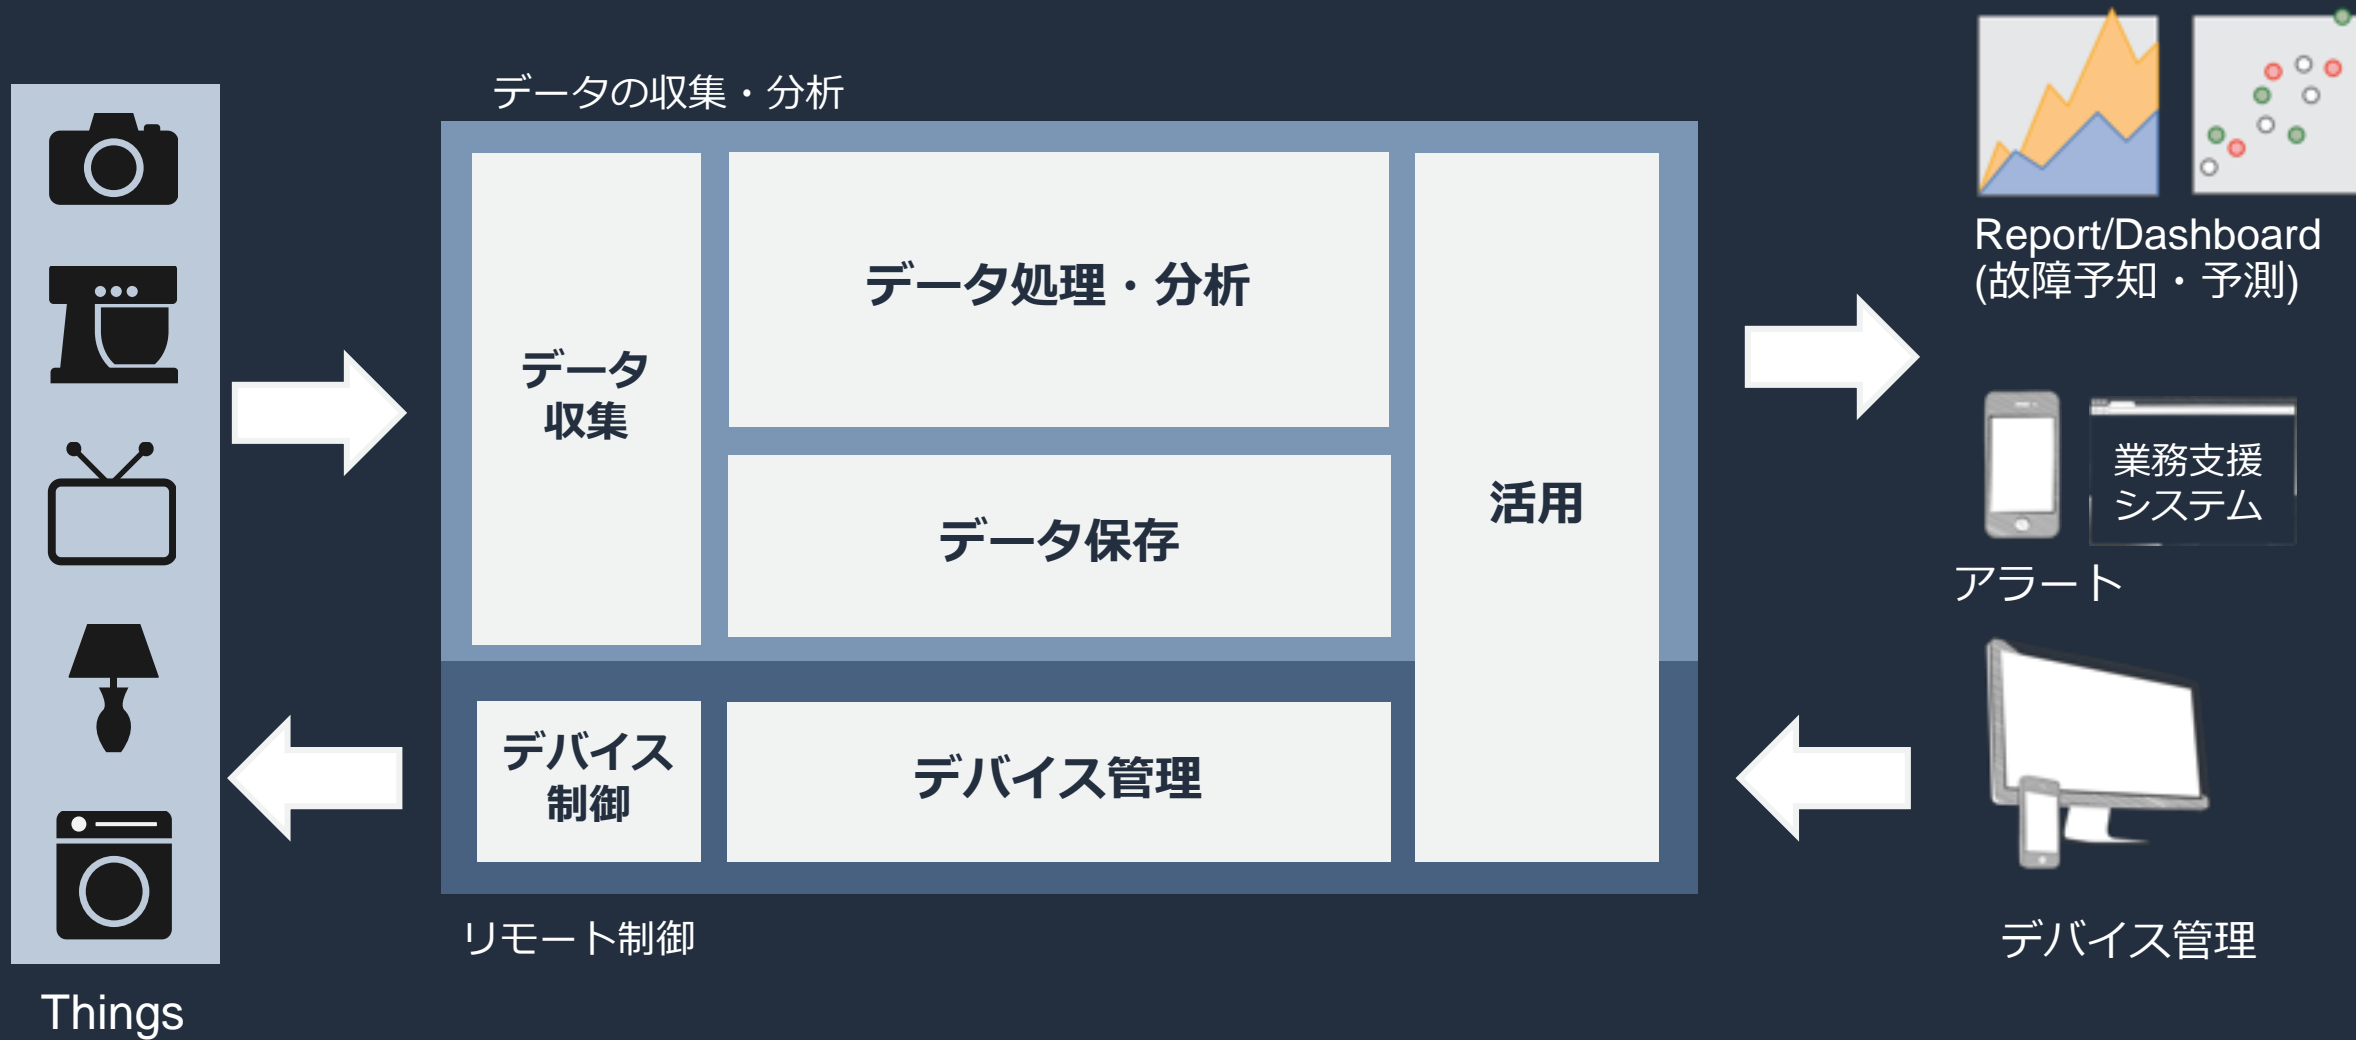 データの収集・分析
データ
収集
データ処理・分析
データ保存
活用
デバイス
制御
デバイス管理
リモート制御
Things
Report/Dashboard
(故障予知・予測)
業務支援
システム
アラート
デバイス管理